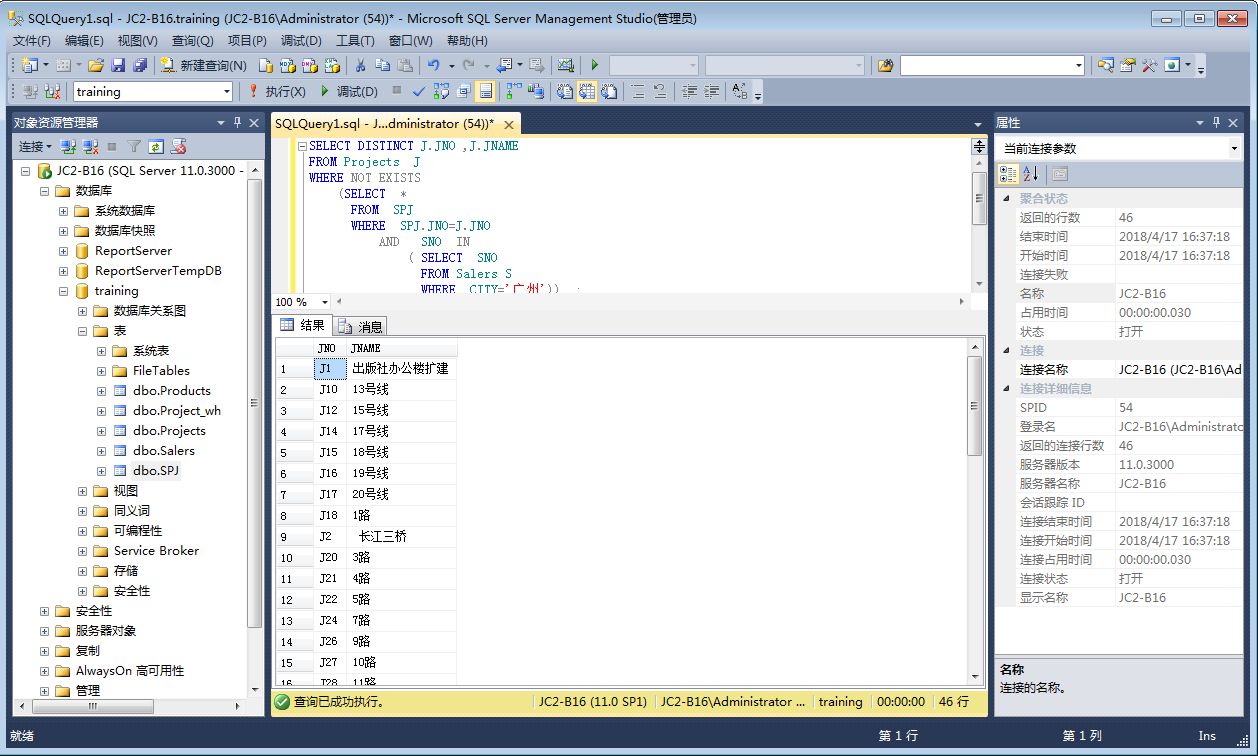 SQLQuery1.sql - JC2-B16.training (JC2-B16\Administrator (54))* - Microsoft SQL Server Management Studio(管理员)
文件(F) 编辑(E) 视图(V) 查询(Q) 项目(P) 调试(D) 工具(T) 窗口(W) 帮助(H)
新建查询(N)
training 执行(X) 调试(D)
对象资源管理器
连接
JC2-B16 (SQL Server 11.0.3000 -
数据库
系统数据库
数据库快照
ReportServer
ReportServerTempDB
training
数据库关系图
表
系统表
FileTables
dbo.Products
dbo.Project_wh
dbo.Projects
dbo.Salers
dbo.SPJ
视图
同义词
可编程性
Service Broker
存储
安全性
安全性
服务器对象
复制
AlwaysOn 高可用性
管理
SQLQuery1.sql - J...dministrator (54))*
SELECT DISTINCT J.JNO ,J.JNAME
FROM Projects J
WHERE NOT EXISTS
(SELECT *
FROM SPJ
WHERE SPJ.JNO=J.JNO
AND SNO IN
( SELECT SNO
FROM Salers S
WHERE CITY='广州'))
100 %
结果 消息
JNO JNAME
1 J1 出版社办公楼扩建
2 J10 13号线
3 J12 15号线
4 J14 17号线
5 J15 18号线
6 J16 19号线
7 J17 20号线
8 J18 1路
9 J2 长江三桥
10 J20 3路
11 J21 4路
12 J22 5路
13 J24 7路
14 J26 9路
15 J27 10路
16 J28 11路
查询已成功执行。 JC2-B16 (11.0 SP1) JC2-B16\Administrator ... training 00:00:00 46 行
属性
当前连接参数
聚合状态
返回的行数 46
结束时间 2018/4/17 16:37:18
开始时间 2018/4/17 16:37:18
连接失败
名称 JC2-B16
占用时间 00:00:00.030
状态 打开
连接
连接名称 JC2-B16 (JC2-B16\Ad
连接详细信息
SPID 54
登录名 JC2-B16\Administrato
返回的连接行数 46
服务器版本 11.0.3000
服务器名称 JC2-B16
会话跟踪 ID
连接结束时间 2018/4/17 16:37:18
连接开始时间 2018/4/17 16:37:18
连接占用时间 00:00:00.030
连接状态 打开
显示名称 JC2-B16
名称
连接的名称。
就绪 第 1 行 第 1 列 Ins